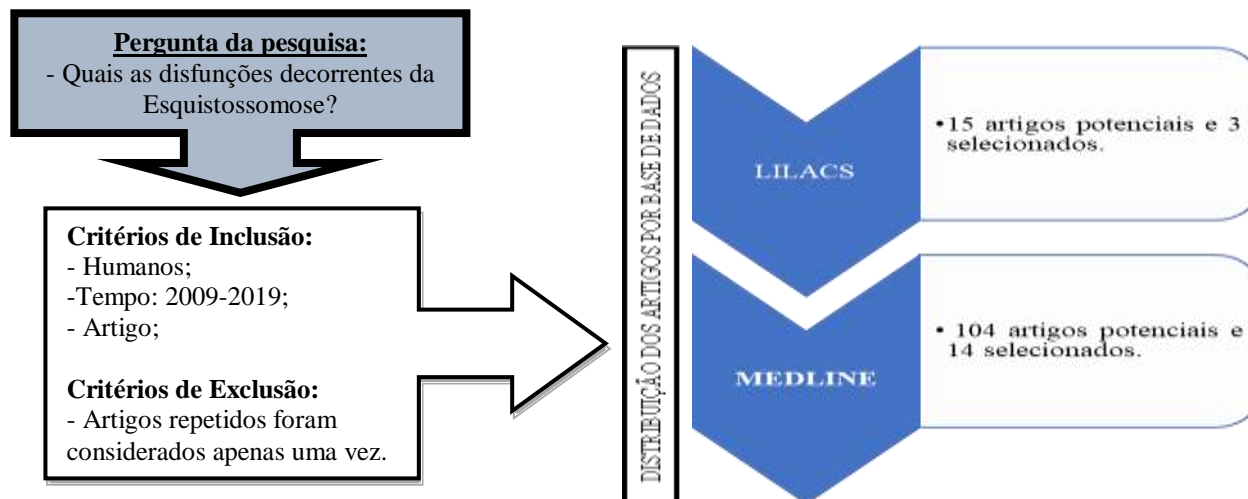 Pergunta da pesquisa:
- Quais as disfunções decorrentes da
Esquistossomose?
Critérios de Inclusão:
- Humanos;
-Tempo: 2009-2019;
- Artigo;
Critérios de Exclusão:
- Artigos repetidos foram
considerados apenas uma vez.
DISTRIBUIÇÃO DOS ARTIGOS POR BASE DE DADOS
LILACS
•15 artigos potenciais e 3
selecionados.
MEDLINE
• 104 artigos potenciais e
14 selecionados.